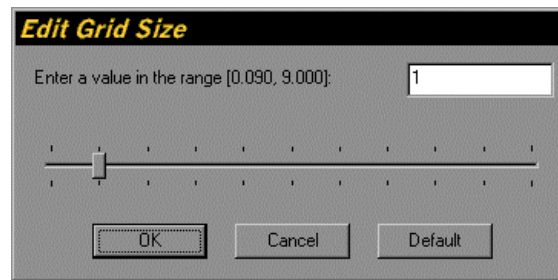 Edit Grid Size
Enter a value in the range [0.090, 9.000]: 1
OK Cancel Default